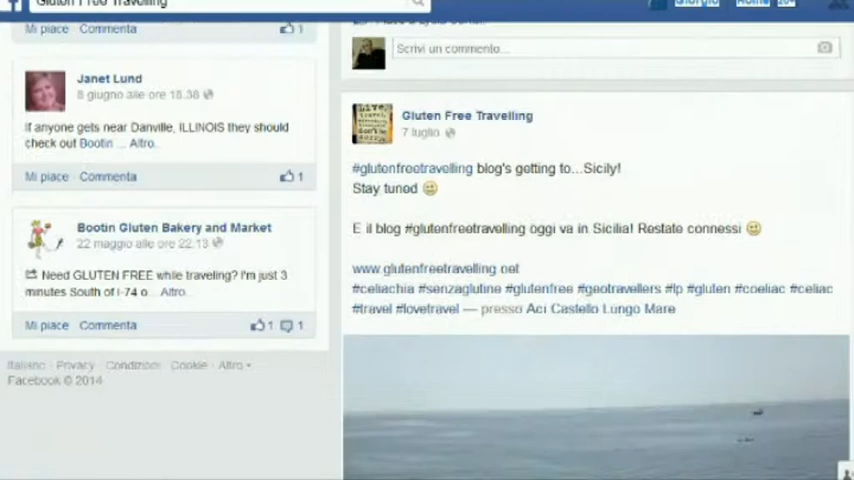 Gluten Free Travelling
Giorgio Home
Mi piace · Commenta 1
Scrivi un commento...
Janet Lund
8 giugno alle ore 18.38
If anyone gets near Danville, ILLINOIS they should
check out Bootin ... Altro..
Mi piace · Commenta 1
Bootin Gluten Bakery and Market
22 maggio alle ore 22.13
Need GLUTEN FREE while traveling? I'm just 3
minutes South of I-74 o... Altro..
Mi piace · Commenta 1 1
Italiano · Privacy · Condizioni · Cookie · Altro
Facebook © 2014
Gluten Free Travelling
7 luglio
#glutenfreetravelling blog's getting to...Sicily!
Stay tuned
E il blog #glutenfreetravelling oggi va in Sicilia! Restate connessi
www.glutenfreetravelling.net
#celiachia #senzaglutine #glutenfree #geotravellers #lp #gluten #coeliac #celiac
#travel #lovetravel — presso Aci Castello Lungo Mare